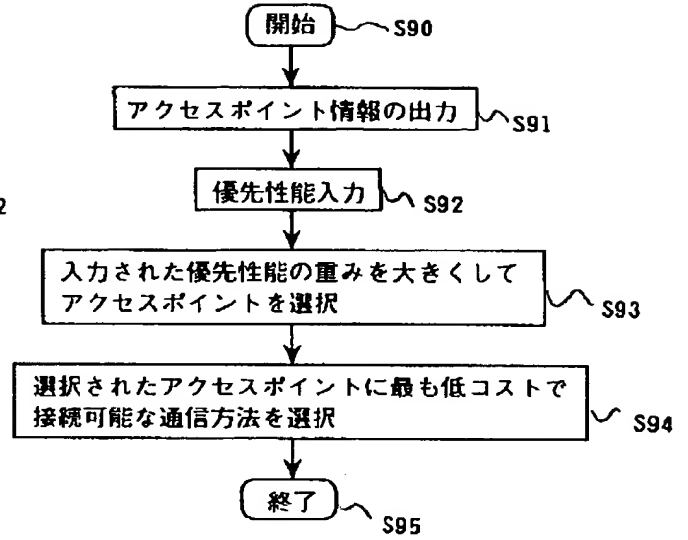 開始
S90
アクセスポイント情報の出力
S91
優先性能入力
S92
2
入力された優先性能の重みを大きくして
アクセスポイントを選択
S93
選択されたアクセスポイントに最も低コストで
接続可能な通信方法を選択
S94
終了
S95